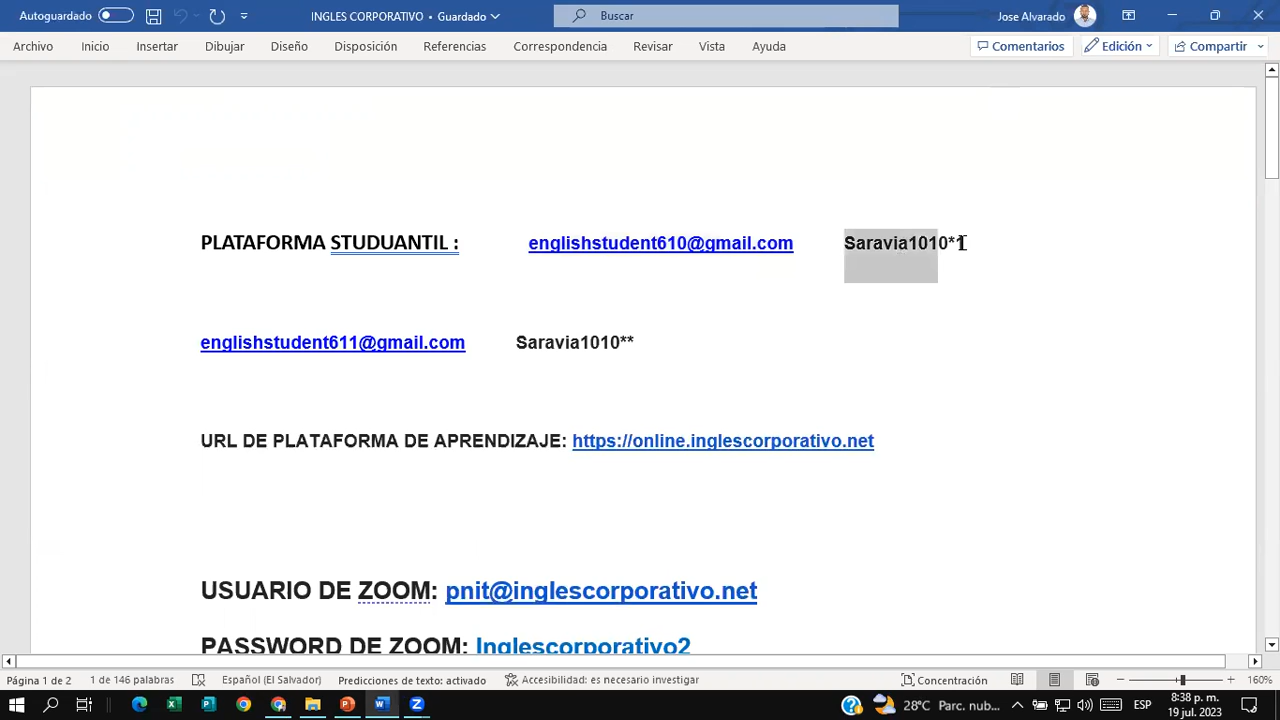 Autoguardado
INGLES CORPORATIVO • Guardado
Buscar
Jose Alvarado
Archivo Inicio Insertar Dibujar Diseño Disposición Referencias Correspondencia Revisar Vista Ayuda
Comentarios Edición Compartir
PLATAFORMA STUDUANTIL : englishstudent610@gmail.com Saravia1010*
englishstudent611@gmail.com Saravia1010**
URL DE PLATAFORMA DE APRENDIZAJE: https://online.inglescorporativo.net
USUARIO DE ZOOM: pnit@inglescorporativo.net
PASSWORD DE ZOOM: Inglescorporativo2
Página 1 de 2 1 de 146 palabras Español (El Salvador) Predicciones de texto: activado Accesibilidad: es necesario investigar Concentración 160%
28°C Parc. nub... ESP 8:38 p. m.
19 jul. 2023